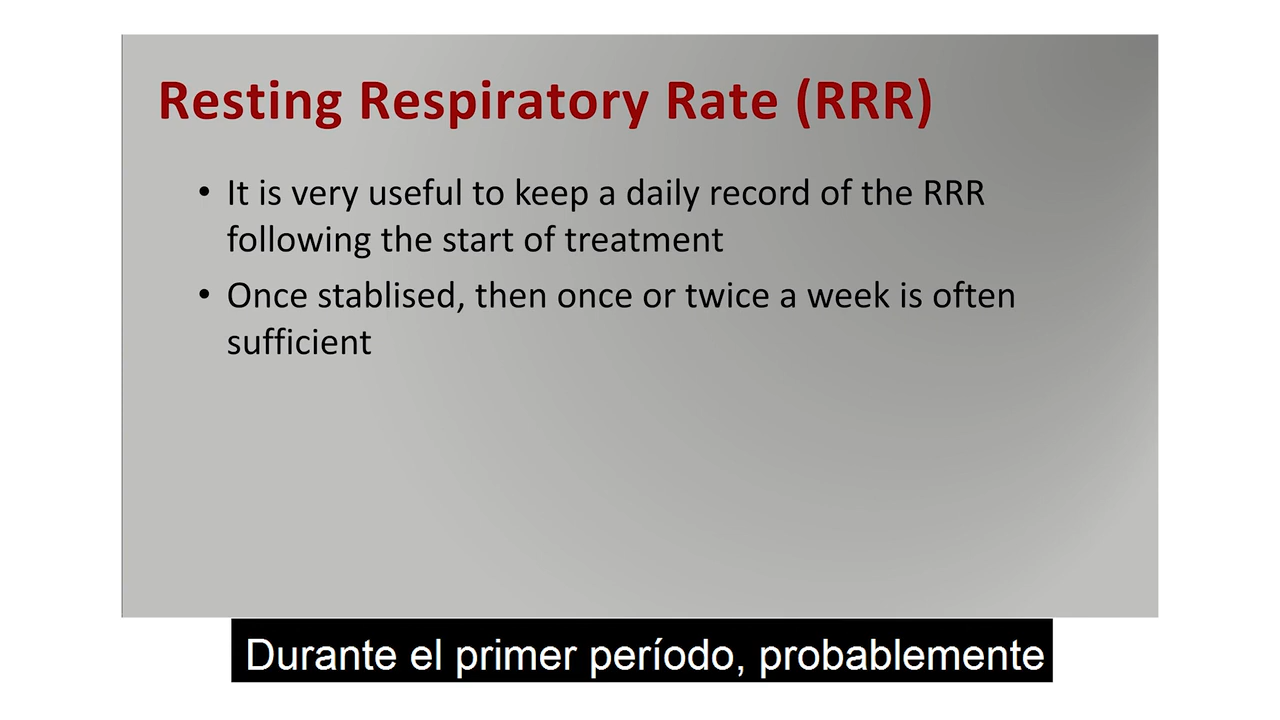 Resting Respiratory Rate (RRR)
• It is very useful to keep a daily record of the RRR
following the start of treatment
• Once stablised, then once or twice a week is often
sufficient
Durante el primer período, probablemente